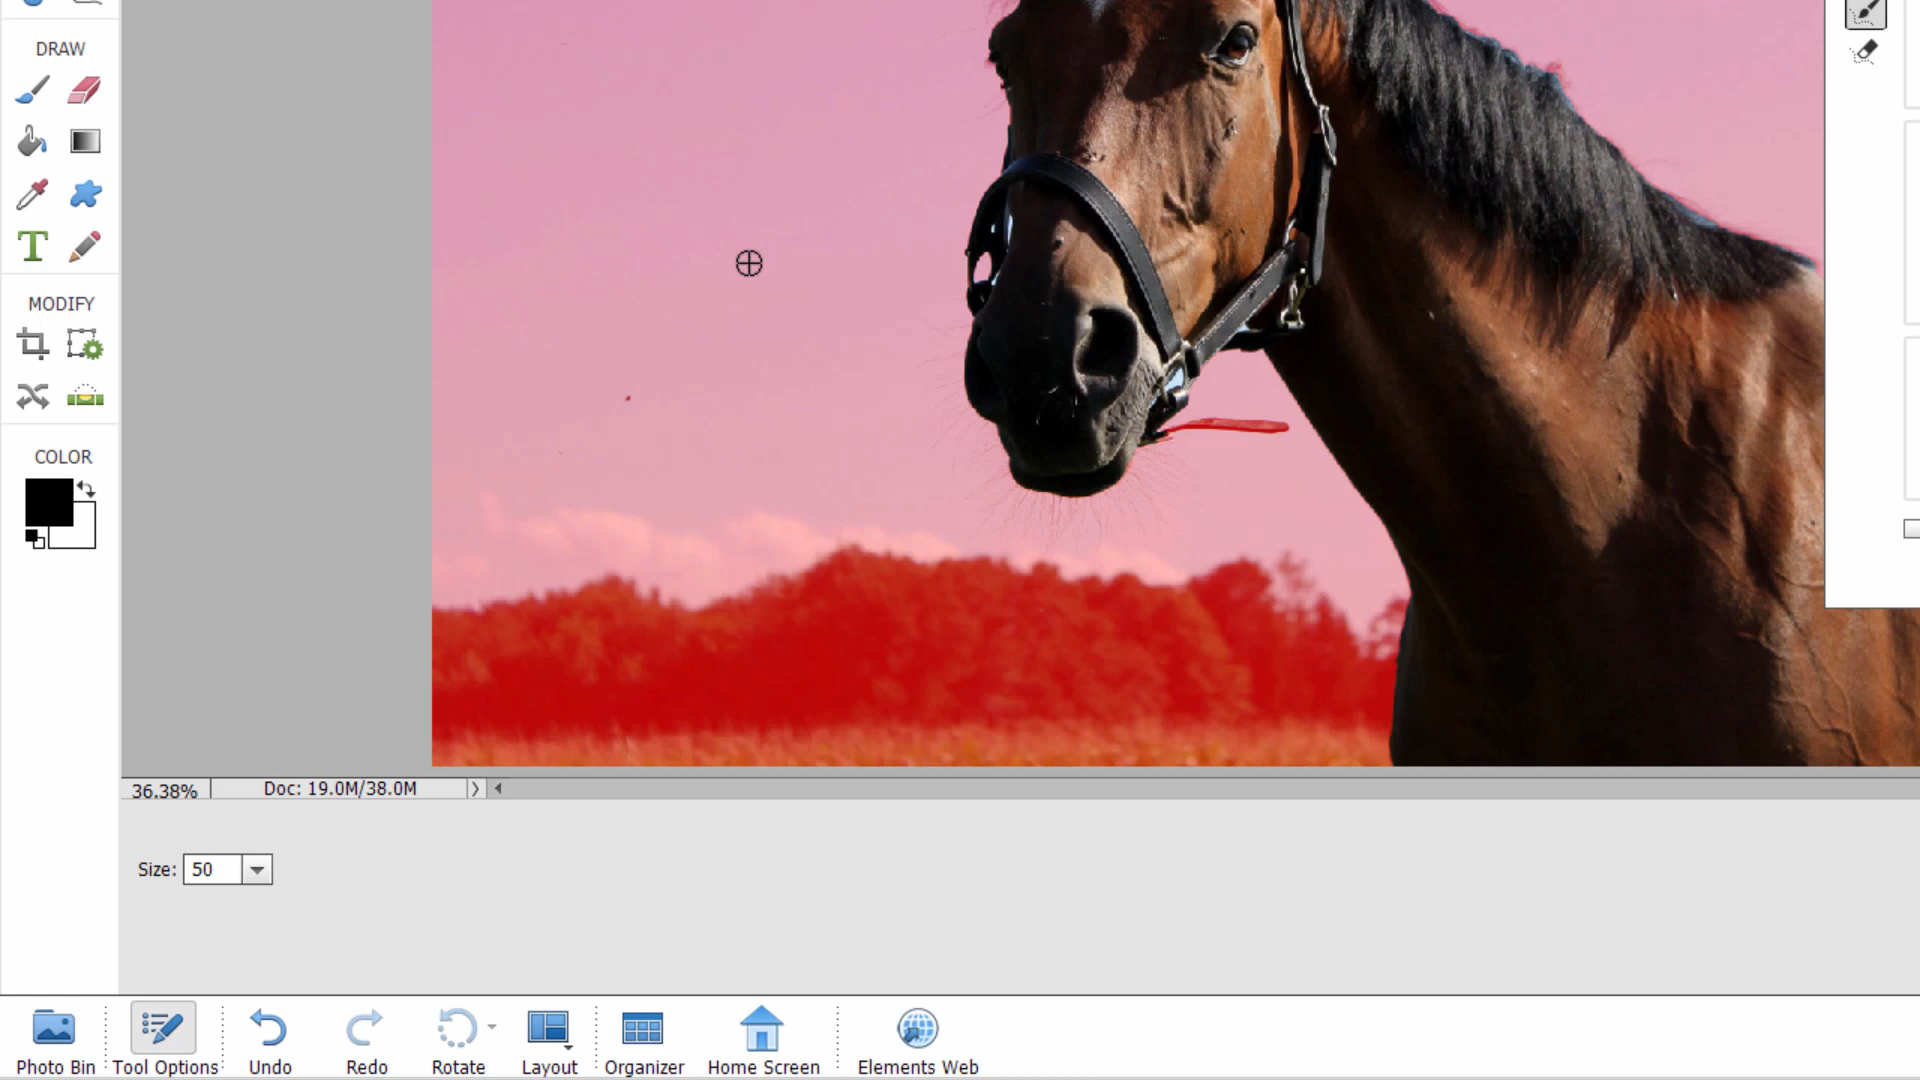 DRAW
MODIFY
COLOR
36.38%
Doc: 19.0M/38.0M
Size: 50
Photo Bin
Tool Options
Undo
Redo
Rotate
Layout
Organizer
Home Screen
Elements Web